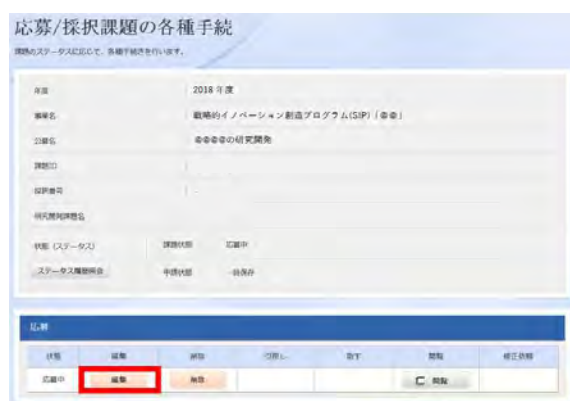 応募/採択課題の各種手続
課題のステータスに応じて、各種手続きを行います。
年度 2018 年度
事業名 戦略的イノベーション創造プログラム(SIP)「●●」
公募名 ●●●●の研究開発
課題ID
採択番号 -
研究開発課題名
状態 (ステータス) 課題状態 応募中
ステータス履歴照会 申請状態 一時保存
応募
状態 編集 削除 引戻し 取下 閲覧 修正依頼
応募中 編集 削除 閲覧